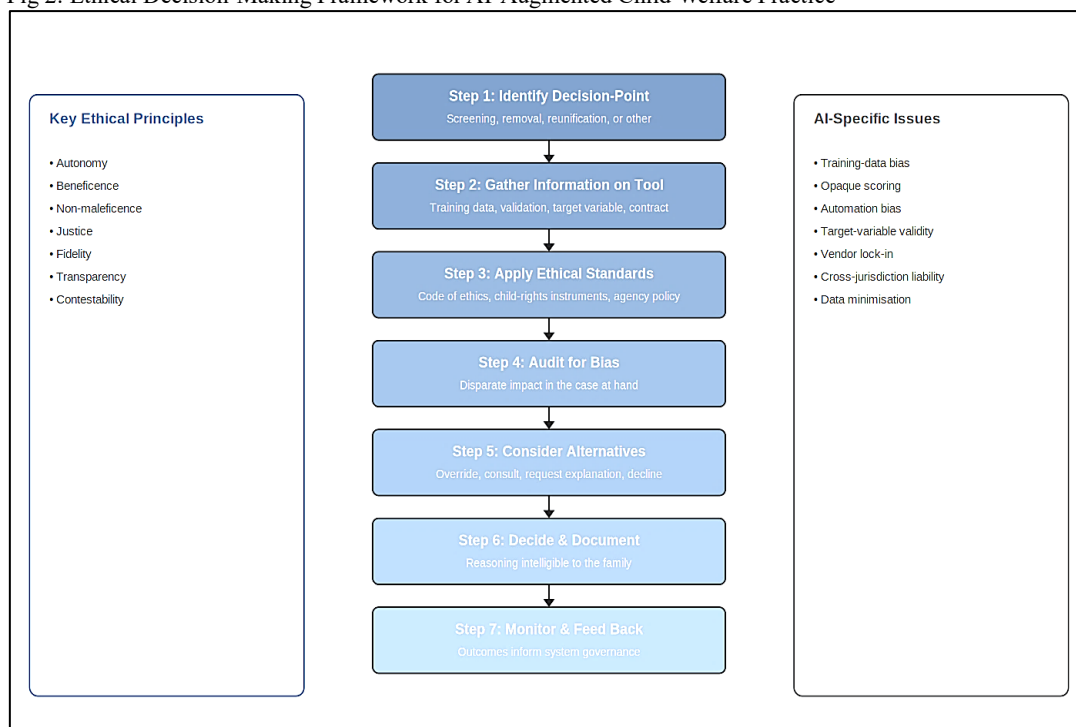 Fig 2: Ethical Decision-Making Framework for AI-Augmented Child-Welfare Practice
Key Ethical Principles
• Autonomy
• Beneficence
• Non-maleficence
• Justice
• Fidelity
• Transparency
• Contestability
Step 1: Identify Decision-Point
Screening, removal, reunification, or other
Step 2: Gather Information on Tool
Training data, validation, target variable, contract
Step 3: Apply Ethical Standards
Code of ethics, child-rights instruments, agency policy
Step 4: Audit for Bias
Disparate impact in the case at hand
Step 5: Consider Alternatives
Override, consult, request explanation, decline
Step 6: Decide & Document
Reasoning intelligible to the family
Step 7: Monitor & Feed Back
Outcomes inform system governance
AI-Specific Issues
• Training-data bias
• Opaque scoring
• Automation bias
• Target-variable validity
• Vendor lock-in
• Cross-jurisdiction liability
• Data minimisation